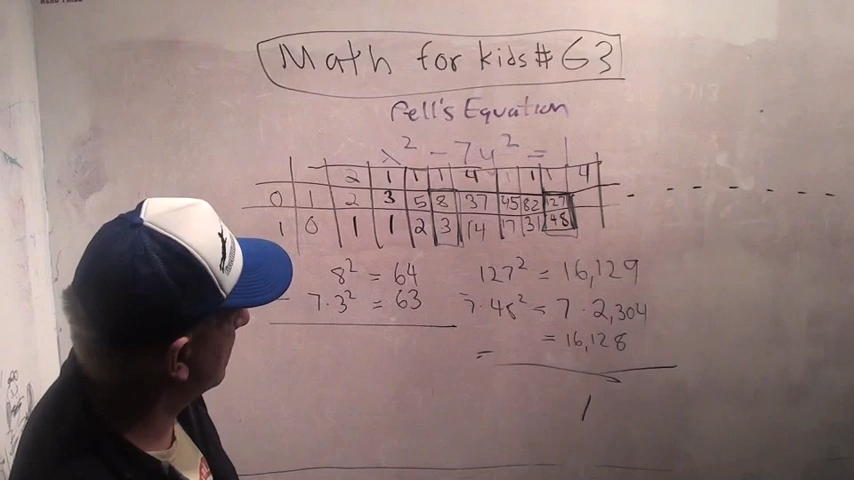 Math for kids #63
Pell's Equation
x² - 7y² = 1
2 1 1 1 4 1 1 1 4
0 1 2 3 5 8 37 45 82 127
1 0 1 1 2 3 14 17 31 48
8² = 64 127² = 16,129
7·3² = 63 7·48² = 7·2,304
= 16,128
1